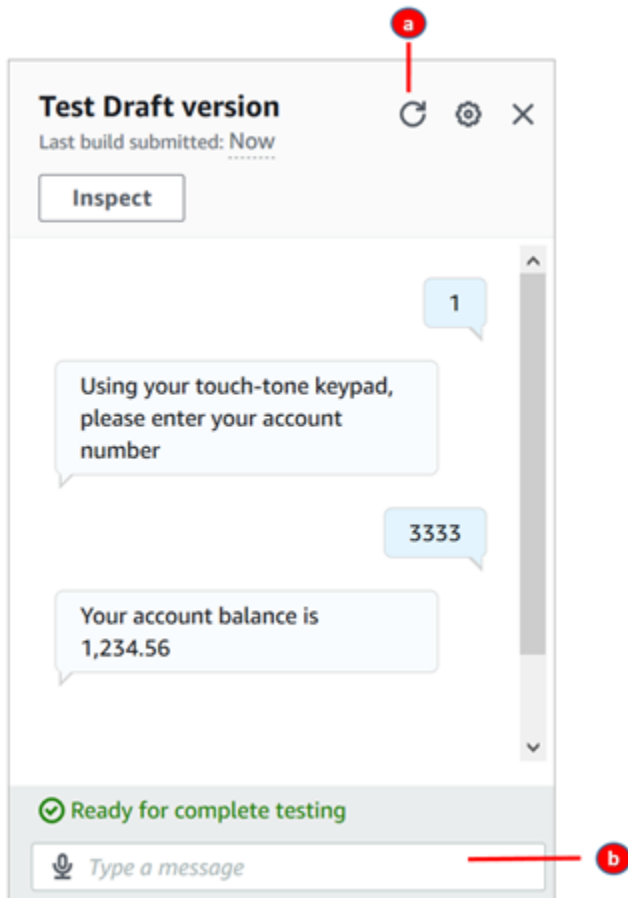 a
Test Draft version
Last build submitted: Now
Inspect
1
Using your touch-tone keypad,
please enter your account
number
3333
Your account balance is
1,234.56
Ready for complete testing
Type a message
b